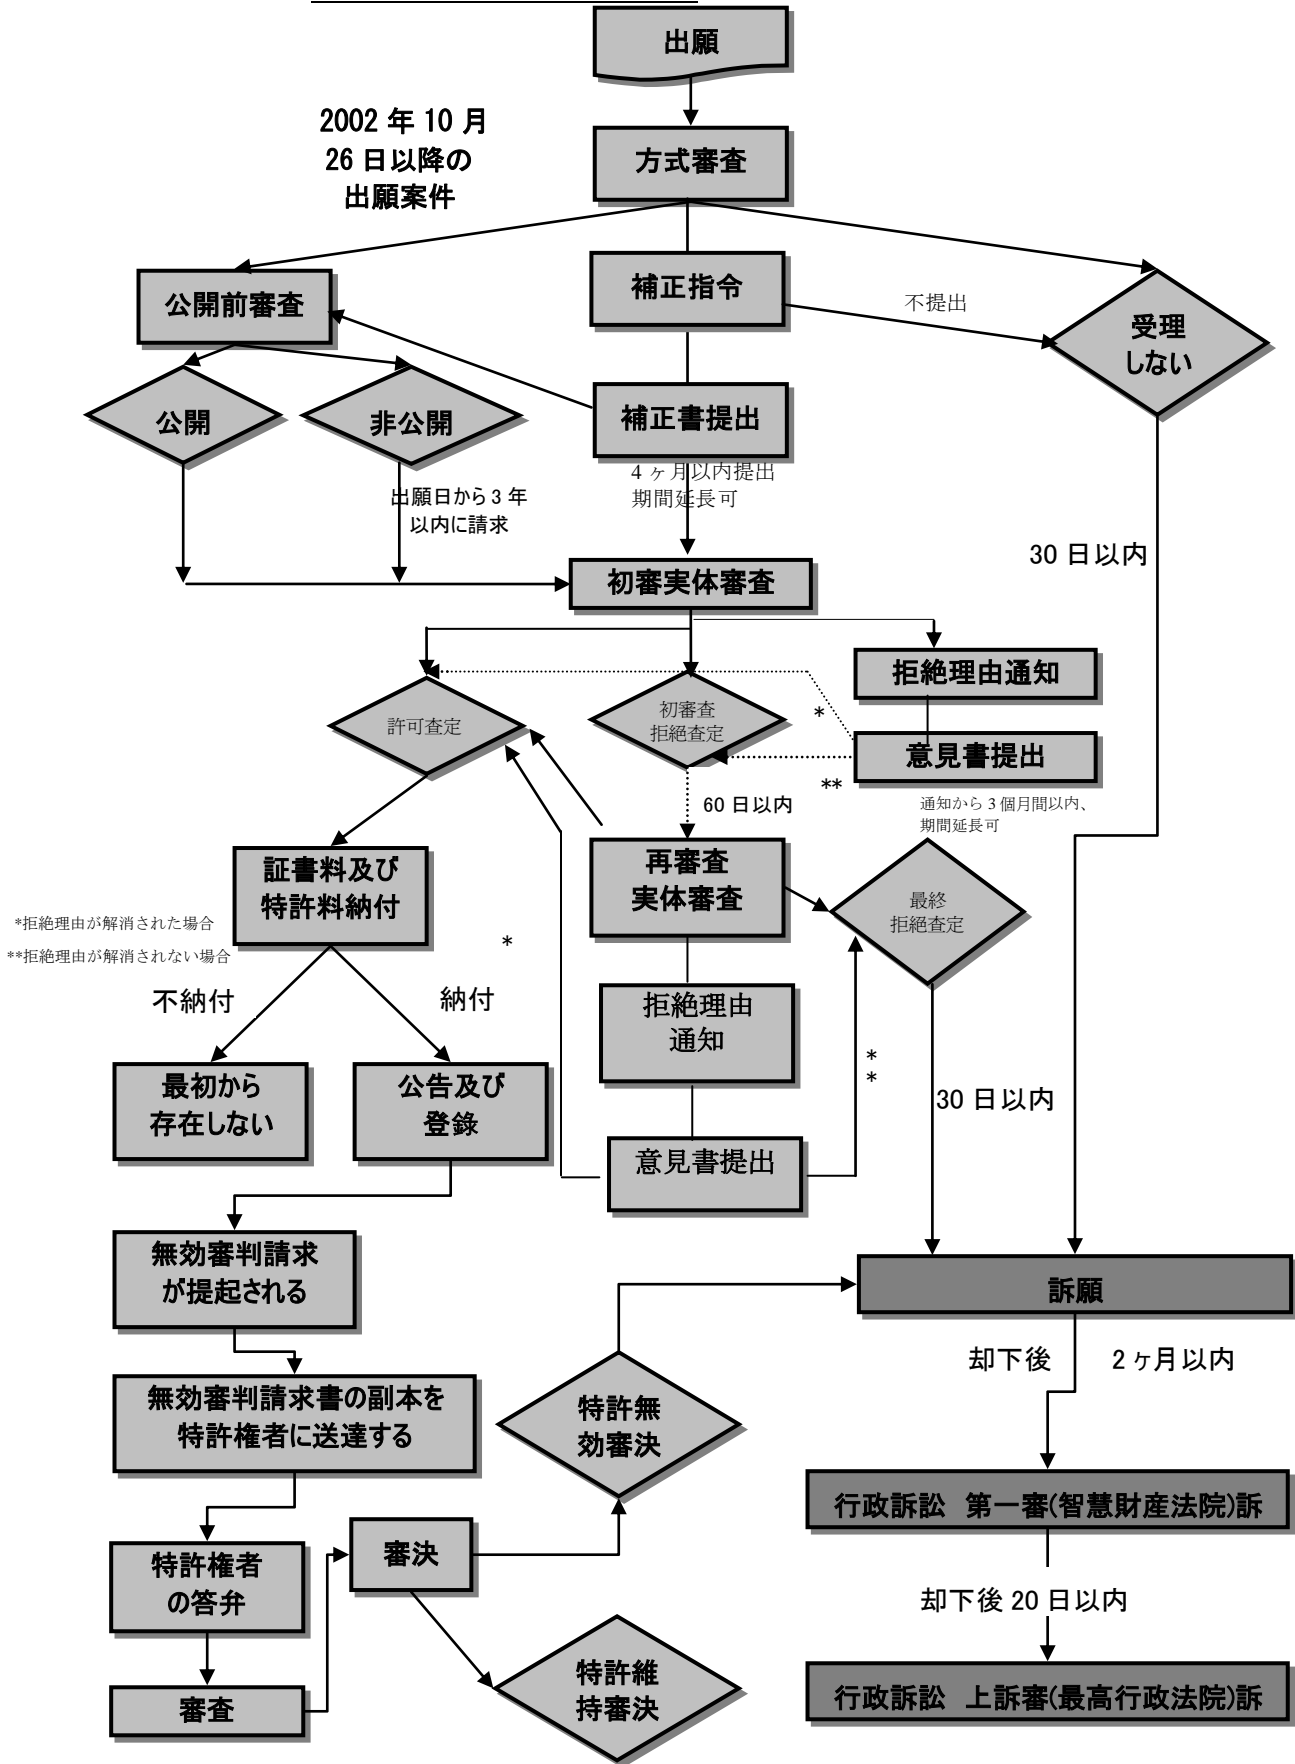 出願
2002 年 10 月
26 日以降の
出願案件
方式審査
公開前審査
補正指令
不提出
受理
しない
公開
非公開
補正書提出
4 ヶ月以内提出
期間延長可
出願日から 3 年
以内に請求
30 日以内
初審実体審査
拒絶理由通知
許可査定
初審査
拒絶査定
*
意見書提出
**
60 日以内
通知から 3 個月間以内、
期間延長可
証書料及び
特許料納付
再審査
実体審査
最終
拒絶査定
*拒絶理由が解消された場合
**拒絶理由が解消されない場合
*
不納付
納付
拒絶理由
通知
*
*
最初から
存在しない
公告及び
登錄
30 日以内
意見書提出
無効審判請求
が提起される
訴願
却下後
2 ヶ月以内
無効審判請求書の副本を
特許権者に送達する
特許無
効審決
行政訴訟 第一審(智慧財産法院)訴
特許権者
の答弁
審決
却下後 20 日以内
特許維
持審決
審査
行政訴訟 上訴審(最高行政法院)訴